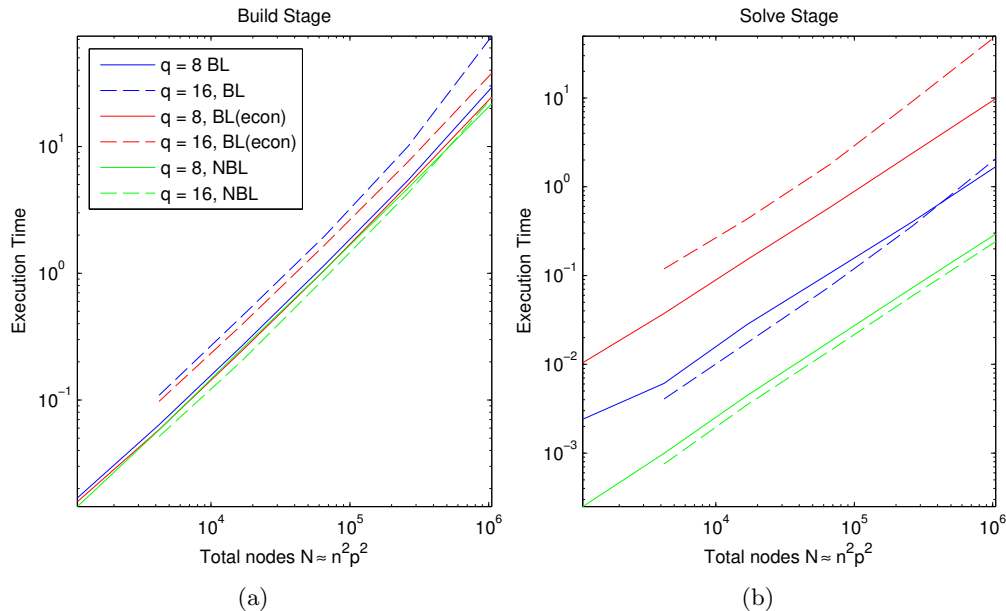 Build Stage
q = 8 BL
q = 16, BL
q = 8, BL(econ)
q = 16, BL(econ)
q = 8, NBL
q = 16, NBL
10^1
10^0
10^-1
Execution Time
10^4
10^5
10^6
Total nodes N ≈ n^2p^2
(a)
Solve Stage
10^1
10^0
10^-1
10^-2
10^-3
Execution Time
10^4
10^5
10^6
Total nodes N ≈ n^2p^2
(b)